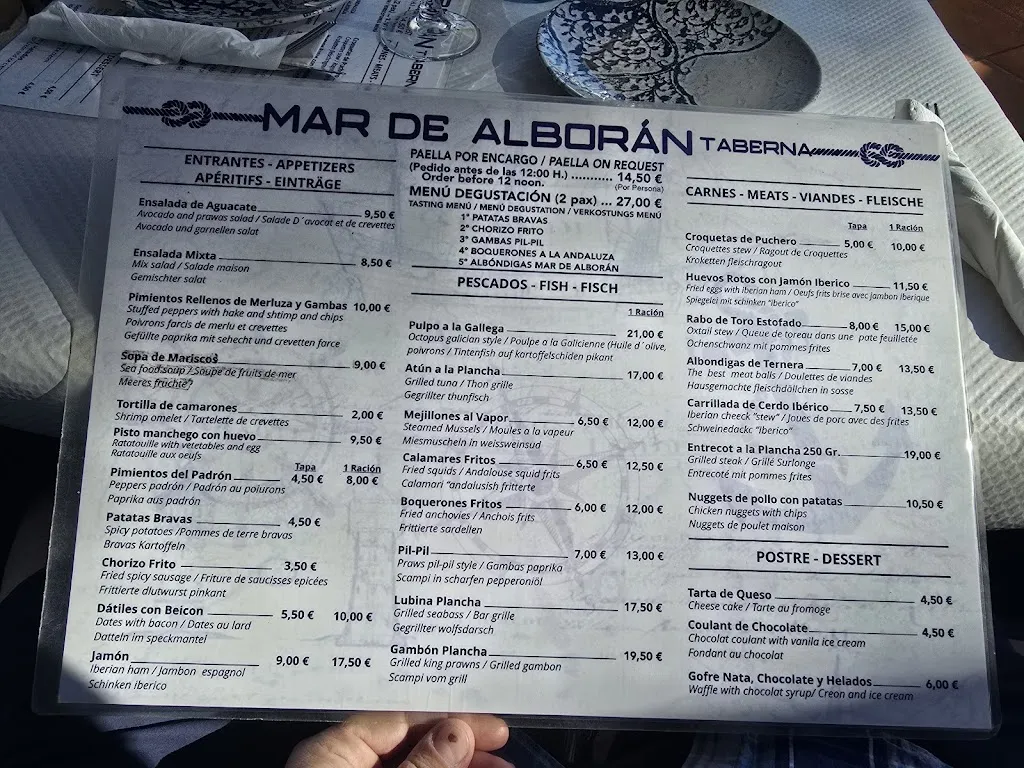 MAR DE ALBORÁN TABERNA
ENTRANTES - APPETIZERS
APÉRITIFS - EINTRÄGE
Ensalada de Aguacate 9,50 €
Avocado and prawas salad / Salade D´avocat et de crevettes
Avocado und garnellen salat
Ensalada Mixta 8,50 €
Mix salad / Salade maison
Gemischter salat
Pimientos Rellenos de Merluza y Gambas 10,00 €
Stuffed peppers with hake and shtimp and chips
Poivrons farcis de merlu et crevettes
Gefüllte paprika mit sehecht und crevetten farce
Sopa de Mariscos 9,00 €
Sea food soup / Soupe de fruits de mer
Meeres früchte?
Tortilla de camarones 2,00 €
Shrimp omelet / Tartelette de crevettes
Pisto manchego con huevo 9,50 €
Ratatouille with vetetables and egg
Ratatouille aux oeufs
Tapa 1 Ración
Pimientos del Padrón 4,50 € 8,00 €
Peppers padrón / Padrón au poiurons
Paprika aus padrón
Patatas Bravas 4,50 €
Spicy potatoes /Pommes de terre bravas
Bravas Kartoffeln
Chorizo Frito 3,50 €
Fried spicy sausage / Friture de saucisses epicées
Frittierte dlutwurst pinkant
Dátiles con Beicon 5,50 € 10,00 €
Dates with bacon / Dates au lard
Datteln im speckmantel
Jamón 9,00 € 17,50 €
Iberian ham / Jambon espagnol
Schinken iberico
PAELLA POR ENCARGO / PAELLA ON REQUEST
(Pedido antes de las 12:00 H.) ........... 14,50 €
Order before 12 noon. (Por Persona)
MENÚ DEGUSTACIÓN (2 pax) ... 27,00 €
TASTING MENÚ / MENÚ DEGUSTATION / VERKOSTUNGS MENÚ
1º PATATAS BRAVAS
2º CHORIZO FRITO
3º GAMBAS PIL-PIL
4º BOQUERONES A LA ANDALUZA
5º ALBÓNDIGAS MAR DE ALBORÁN
PESCADOS - FISH - FISCH
1 Ración
Pulpo a la Gallega 21,00 €
Octopus galician style / Poulpe a la Galicienne (Huile d´olive,
poivrons / Tintenfish auf kartoffelschiden pikant
Atún a la Plancha 17,00 €
Grilled tuna / Thon grille
Gegrillter thunfisch
Mejillones al Vapor 6,50 € 12,00 €
Steamed Mussels / Moules a la vapeur
Miesmuscheln in weissweinsud
Calamares Fritos 6,50 € 12,50 €
Fried squids / Andalouse squid frits
Calamari "andalusish fritterte
Boquerones Fritos 6,00 € 12,00 €
Fried anchovies / Anchois frits
Frittierte sardellen
Pil-Pil 7,00 € 13,00 €
Praws pil-pil style / Gambas paprika
Scampi in scharfen pepperoniöl
Lubina Plancha 17,50 €
Grilled seabass / Bar grille
Gegrillter wolfsdarsch
Gambón Plancha 19,50 €
Grilled king prawns / Grilled gambon
Scampi vom grill
CARNES - MEATS - VIANDES - FLEISCHE
Tapa 1 Ración
Croquetas de Puchero 5,00 € 10,00 €
Croquettes stew / Ragout de Croquettes
Kroketten fleischragout
Huevos Rotos con Jamón Iberico 11,50 €
Fried eggs with iberian ham / Oeufs frits brise avec jambon iberique
Spiegelei mit schinken "iberico"
Rabo de Toro Estofado 8,00 € 15,00 €
Oxtail stew / Queue de toreau dans une pate feuilletée
Ochenschwanz mit pommes frites
Albondigas de Ternera 7,00 € 13,50 €
The best meat balls / Doulettes de viandes
Hausgemachte fleischdöllchen in sosse
Carrillada de Cerdo Ibérico 7,50 € 13,50 €
Iberian cheeck "stew" / Joues de porc avec des frites
Schweinedackc "Iberico"
Entrecot a la Plancha 250 Gr. 19,00 €
Grilled steak / Grillé Surlonge
Entrecoté mit pommes frites
Nuggets de pollo con patatas 10,50 €
Chicken nuggets with chips
Nuggets de poulet maison
POSTRE - DESSERT
Tarta de Queso 4,50 €
Cheese cake / Tarte au fromoge
Coulant de Chocolate 4,50 €
Chocolat coulant with vanila ice cream
Fondant au chocolat
Gofre Nata, Chocolate y Helados 6,00 €
Waffle with chocolat syrup/ Creon and ice cream